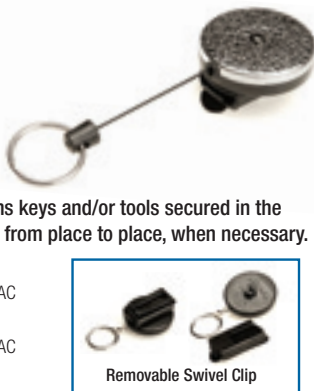 ns keys and/or tools secured in the
from place to place, when necessary.
AC
AC
Removable Swivel Clip